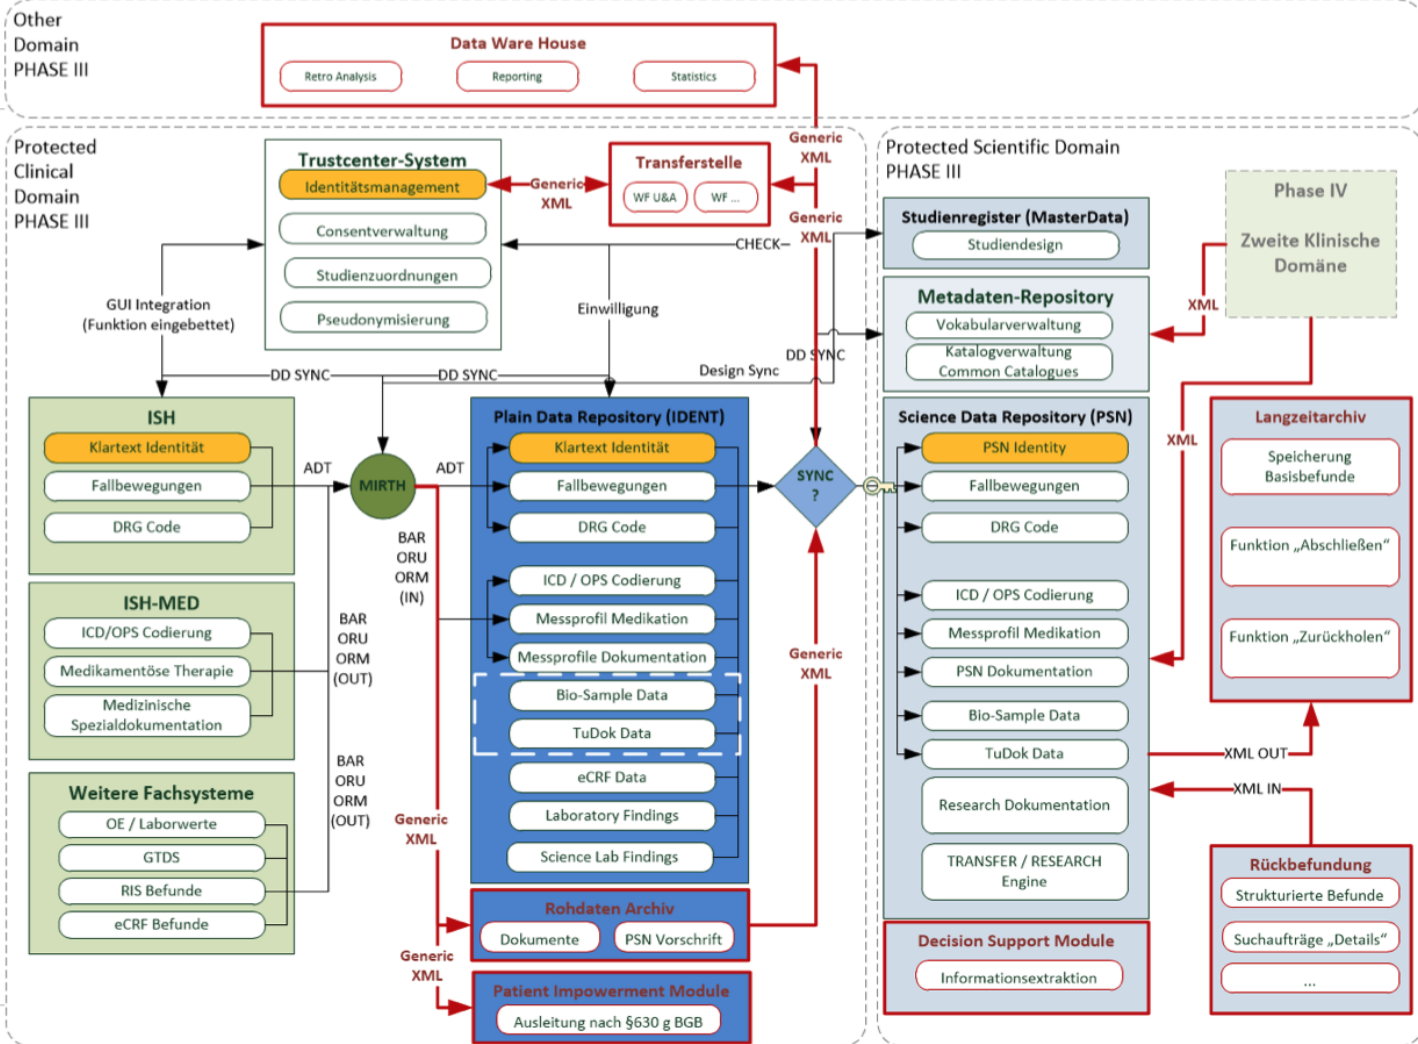 Other
Domain
PHASE III
Data Ware House
Retro Analysis
Reporting
Statistics
Generic
XML
Protected
Clinical
Domain
PHASE III
Trustcenter-System
Identitätsmanagement
Consentverwaltung
Studienzuordnungen
Pseudonymisierung
Generic
XML
Transferstelle
WF U&A
WF ...
Generic
XML
CHECK
GUI Integration
(Funktion eingebettet)
Einwilligung
DD SYNC
DD SYNC
Design Sync
DD SYNC
Protected Scientific Domain
PHASE III
Studienregister (MasterData)
Studiendesign
Metadaten-Repository
Vokabularverwaltung
Katalogverwaltung
Common Catalogues
Phase IV
Zweite Klinische
Domäne
XML
XML
ISH
Klartext Identität
Fallbewegungen
DRG Code
ADT
MIRTH
ADT
BAR
ORU
ORM
(IN)
ISH-MED
ICD/OPS Codierung
Medikamentöse Therapie
Medizinische
Spezialdokumentation
BAR
ORU
ORM
(OUT)
Weitere Fachsysteme
OE / Laborwerte
GTDS
RIS Befunde
eCRF Befunde
BAR
ORU
ORM
(OUT)
Generic
XML
Generic
XML
Plain Data Repository (IDENT)
Klartext Identität
Fallbewegungen
DRG Code
ICD / OPS Codierung
Messprofil Medikation
Messprofile Dokumentation
Bio-Sample Data
TuDok Data
eCRF Data
Laboratory Findings
Science Lab Findings
Rohdaten Archiv
Dokumente
PSN Vorschrift
Patient Impowerment Module
Ausleitung nach §630 g BGB
SYNC
?
Generic
XML
Science Data Repository (PSN)
PSN Identity
Fallbewegungen
DRG Code
ICD / OPS Codierung
Messprofil Medikation
PSN Dokumentation
Bio-Sample Data
TuDok Data
Research Dokumentation
TRANSFER / RESEARCH
Engine
Decision Support Module
Informationsextraktion
Langzeitarchiv
Speicherung
Basisbefunde
Funktion „Abschließen“
Funktion „Zurückholen“
XML OUT
XML IN
Rückbefundung
Strukturierte Befunde
Suchaufträge „Details“
...